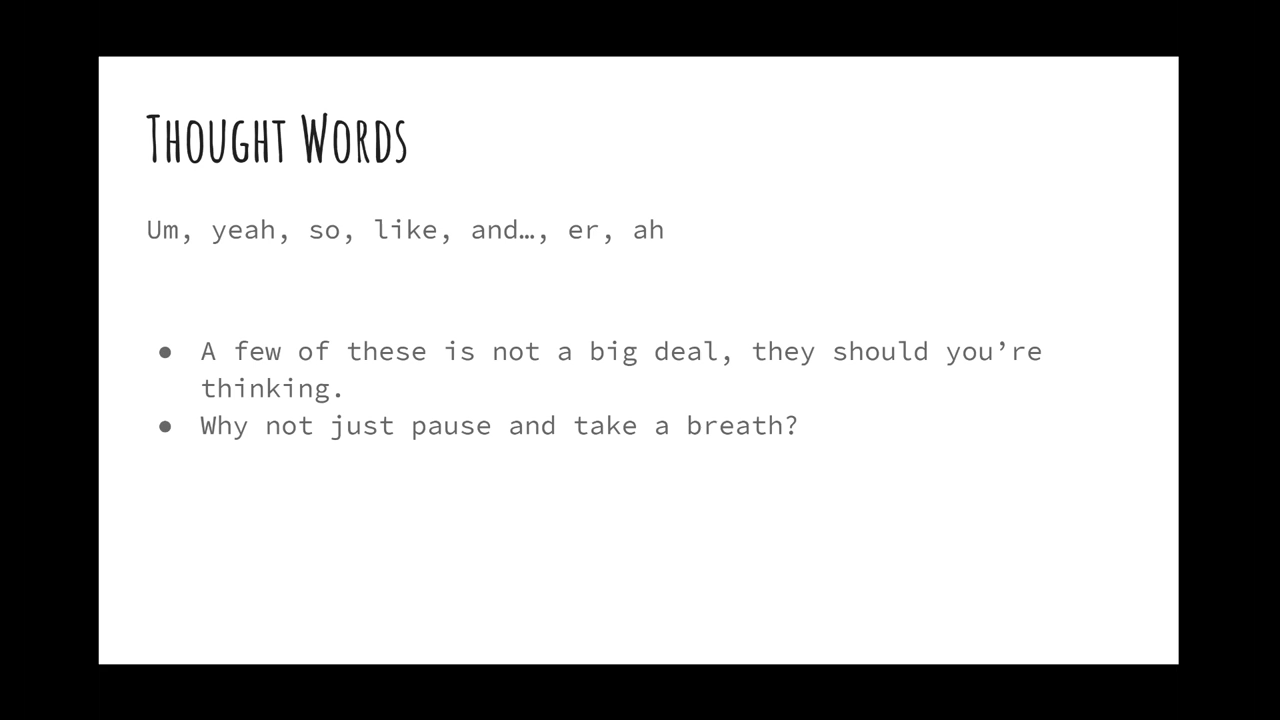 Thought Words
Um, yeah, so, like, and…, er, ah
● A few of these is not a big deal, they should you’re
thinking.
● Why not just pause and take a breath?